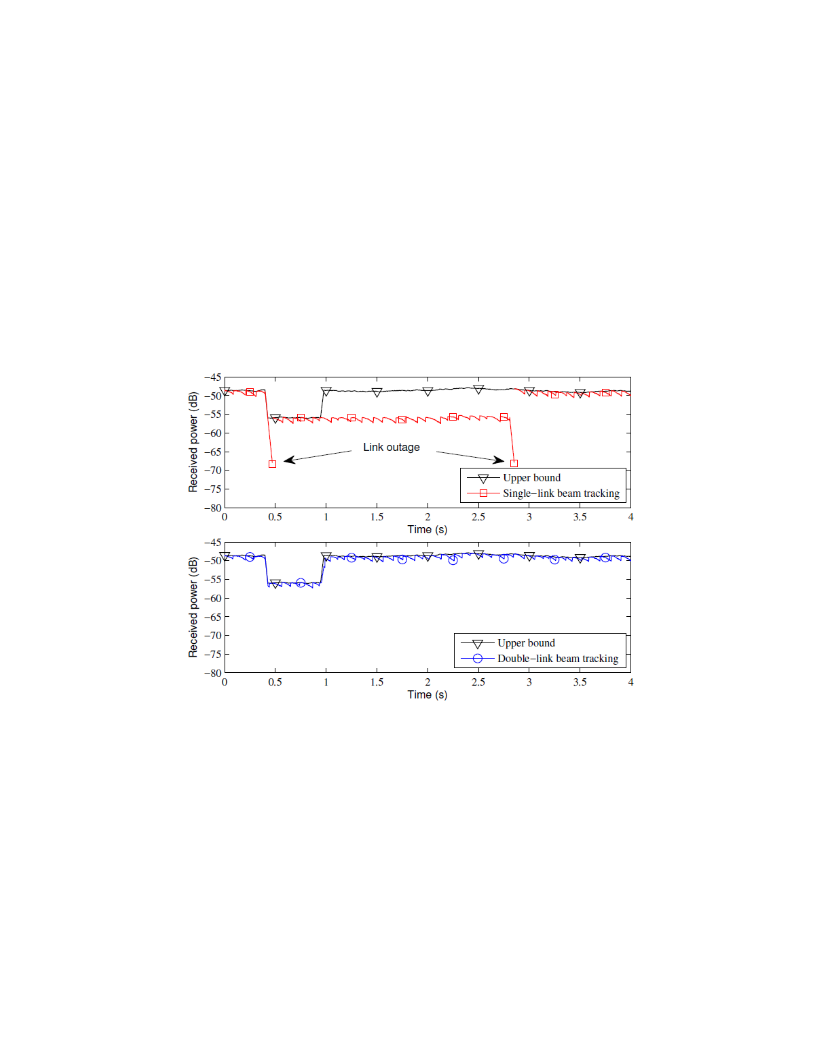 −45
−50
−55
−60
−65
−70
−75
−80
Received power (dB)
Link outage
Upper bound
Single−link beam tracking
0 0.5 1 1.5 2 2.5 3 3.5 4
Time (s)
−45
−50
−55
−60
−65
−70
−75
−80
Received power (dB)
Upper bound
Double−link beam tracking
0 0.5 1 1.5 2 2.5 3 3.5 4
Time (s)